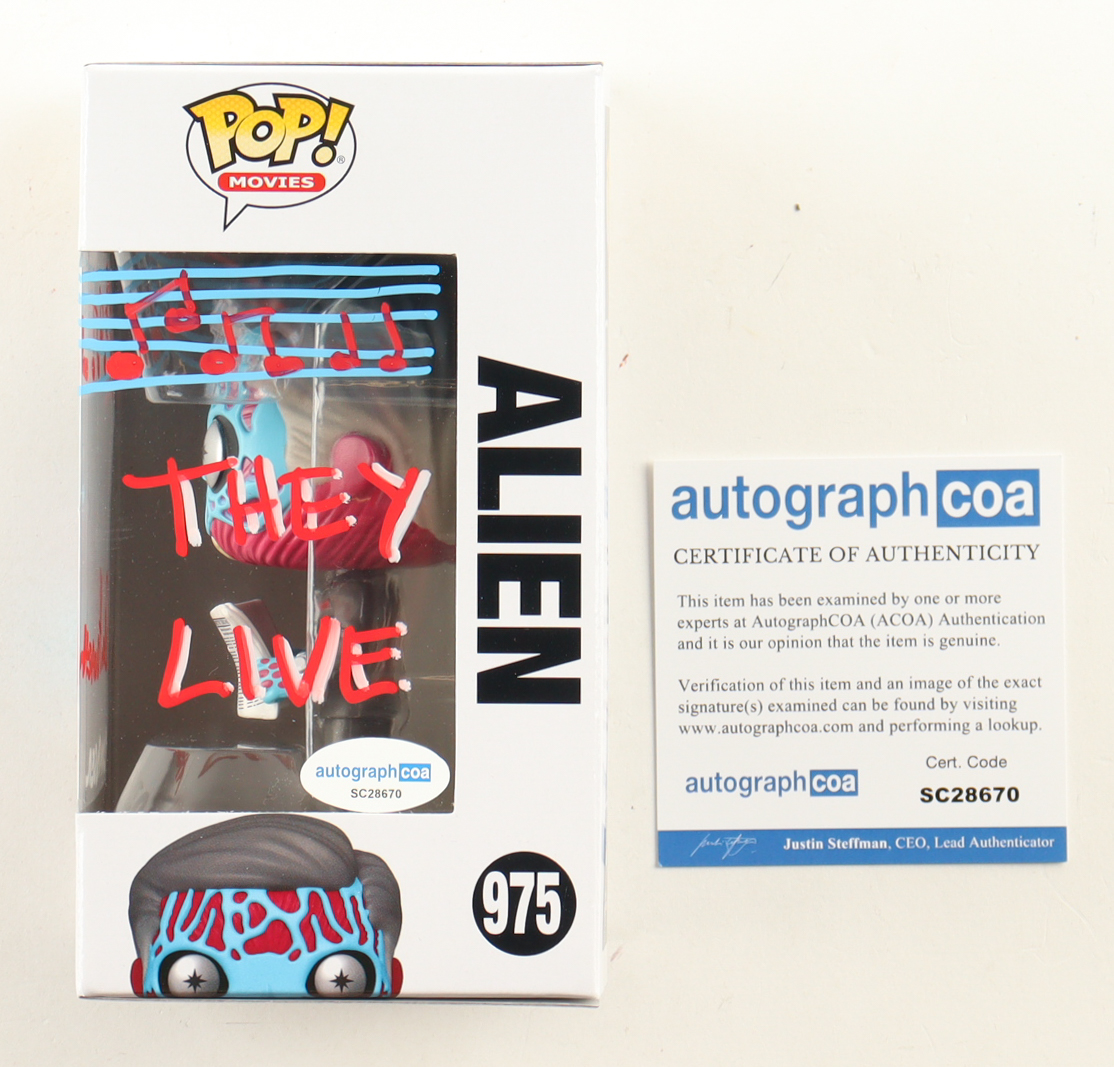 POP!
®
MOVIES
THEY
LIVE
autograph coa
SC28670
ALIEN
975
autograph coa
CERTIFICATE OF AUTHENTICITY
This item has been examined by one or more
experts at AutographCOA (ACOA) Authentication
and it is our opinion that the item is genuine.
Verification of this item and an image of the exact
signature(s) examined can be found by visiting
www.autographcoa.com and performing a lookup.
autograph coa
Cert. Code
SC28670
Justin Steffman, CEO, Lead Authenticator